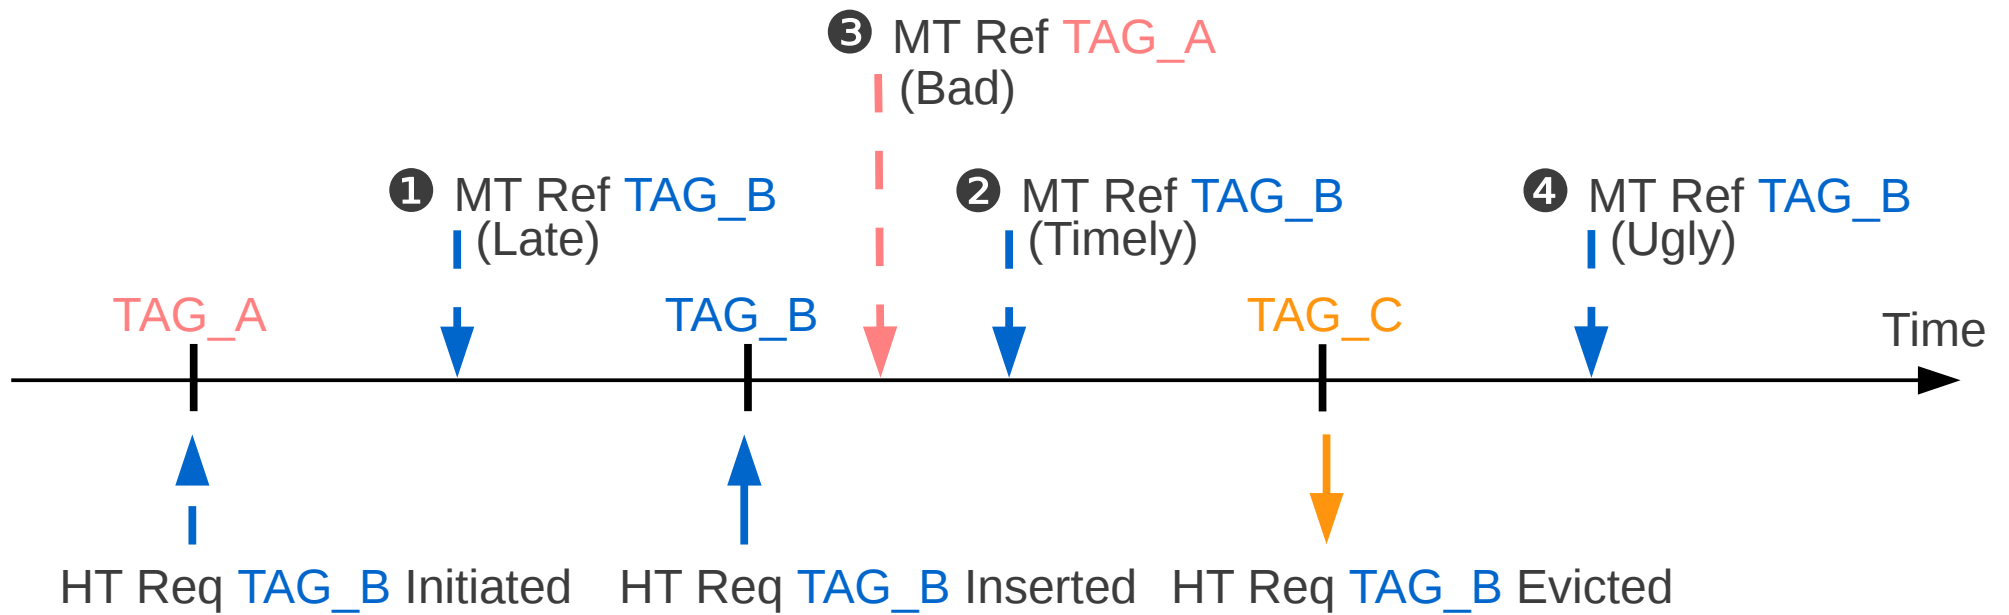 ❸ MT Ref TAG_A
(Bad)
❶ MT Ref TAG_B
(Late)
❷ MT Ref TAG_B
(Timely)
❹ MT Ref TAG_B
(Ugly)
TAG_A
TAG_B
TAG_C
Time
HT Req TAG_B Initiated
HT Req TAG_B Inserted
HT Req TAG_B Evicted